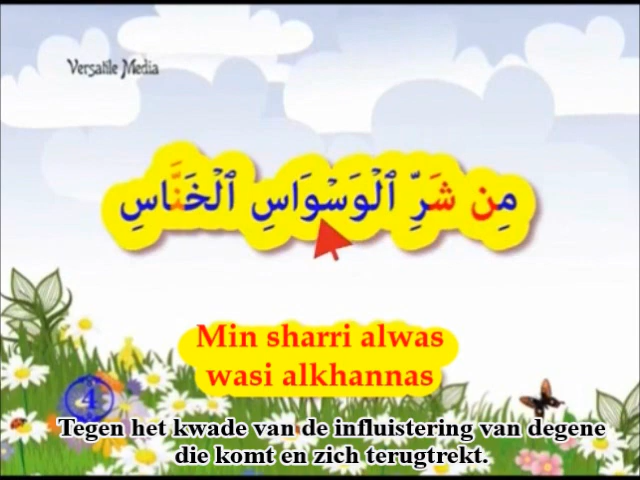 Versatile Media
مِن شَرِّ ٱلْوَسْوَاسِ ٱلْخَنَّاسِ
Min sharri alwas
wasi alkhannas
4
Tegen het kwade van de influistering van degene
die komt en zich terugtrekt.